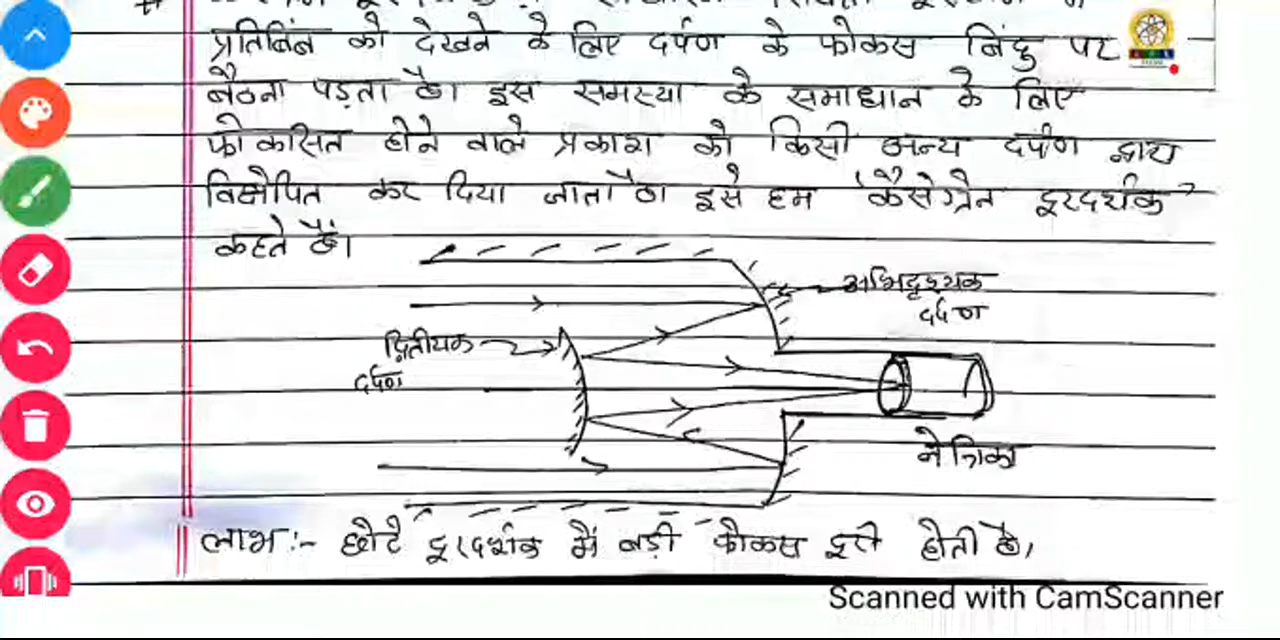 प्रतिबिंब को देखने के लिए दर्पण के फोकस बिंदु पर
बैठना पड़ता है। इस समस्या के समाधान के लिए
फोकसित होने वाले प्रकाश को किसी अन्य दर्पण द्वारा
विक्षेपित कर दिया जाता है। इसे हम 'कैसेग्रेन दूरदर्शक'
कहते हैं।
अभिदृश्यक
दर्पण
द्वितीयक
दर्पण
नेत्रिका
लाभ:- छोटे दूरदर्शक में बड़ी फोकस दूरी होती है।
Scanned with CamScanner